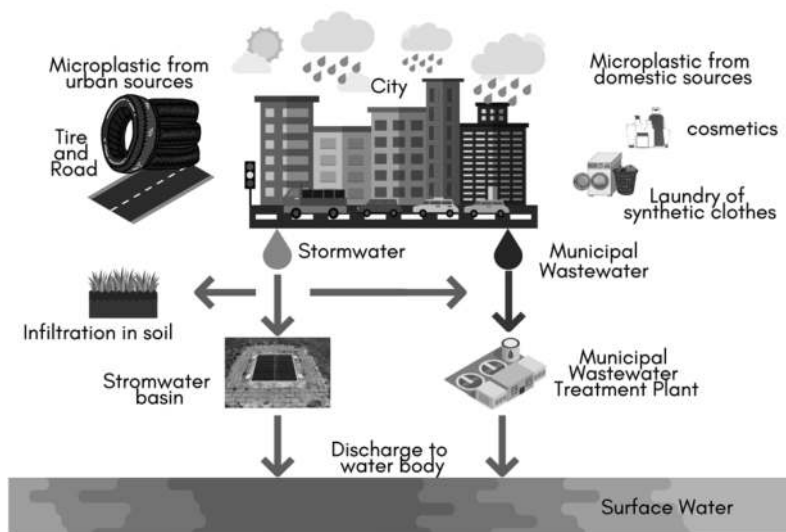 Microplastic from
urban sources
Tire
and
Road
City
Microplastic from
domestic sources
cosmetics
Laundry of
synthetic clothes
Stormwater
Municipal
Wastewater
Infiltration in soil
Stromwater
basin
Municipal
Wastewater
Treatment Plant
Discharge to
water body
Surface Water